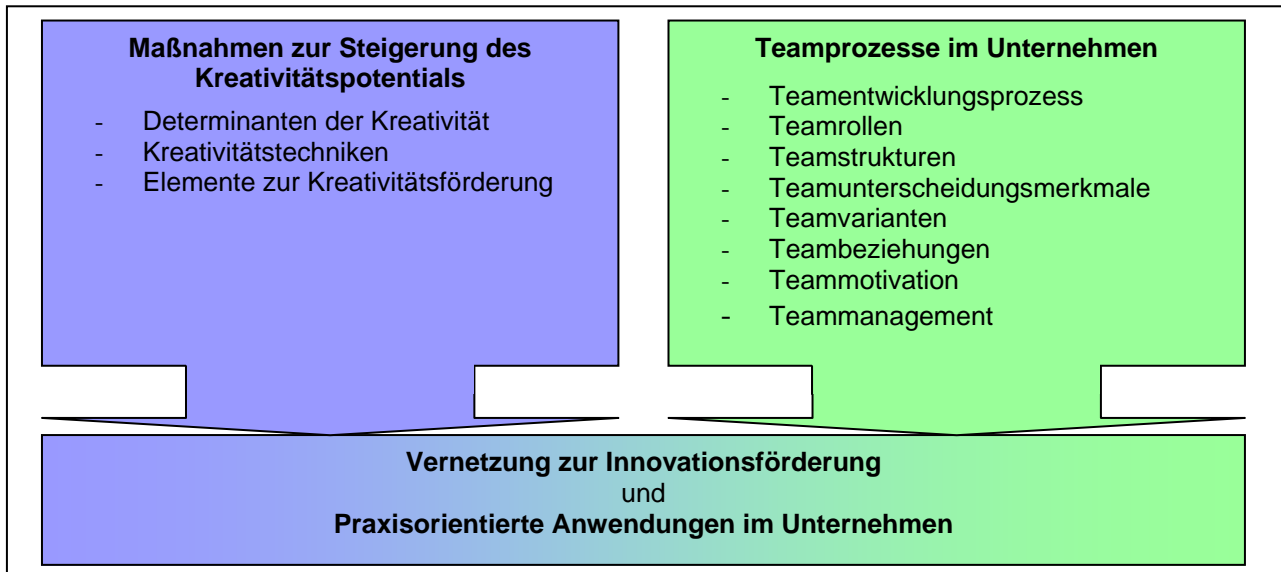 Maßnahmen zur Steigerung des
Kreativitätspotentials
- Determinanten der Kreativität
- Kreativitätstechniken
- Elemente zur Kreativitätsförderung
Teamprozesse im Unternehmen
- Teamentwicklungsprozess
- Teamrollen
- Teamstrukturen
- Teamunterscheidungsmerkmale
- Teamvarianten
- Teambeziehungen
- Teammotivation
- Teammanagement
Vernetzung zur Innovationsförderung
und
Praxisorientierte Anwendungen im Unternehmen